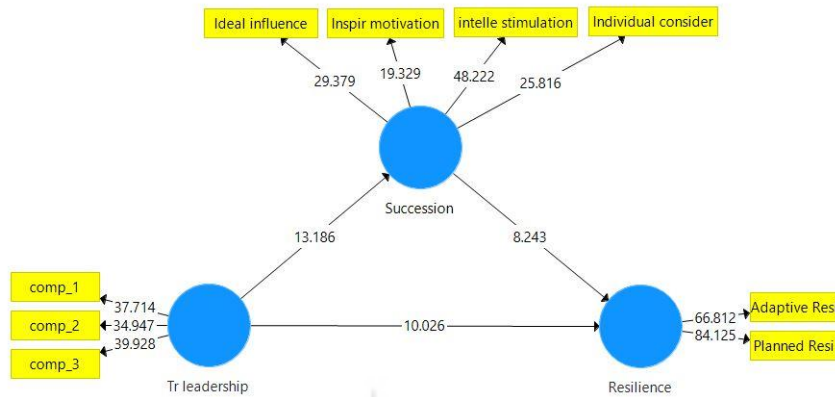 Ideal influence
Inspir motivation
intelle stimulation
Individual consider
29.379
19.329
48.222
25.816
Succession
13.186
8.243
comp_1
comp_2
comp_3
37.714
34.947
39.928
10.026
66.812
84.125
Adaptive Res
Planned Resi
Tr leadership
Resilience